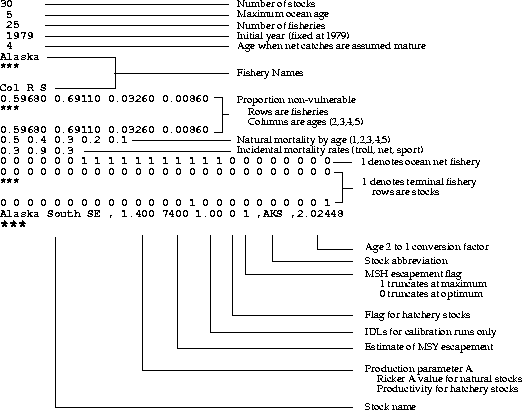 30 Number of stocks
5 Maximum ocean age
25 Number of fisheries
1979 Initial year (fixed at 1979)
4 Age when net catches are assumed mature
Alaska
***
Fishery Names
Col R S
0.59680 0.69110 0.03260 0.00860 Proportion non-vulnerable
*** Rows are fisheries
Columns are ages (2,3,4,5)
0.59680 0.69110 0.03260 0.00860
0.5 0.4 0.3 0.2 0.1 Natural mortality by age (1,2,3,4,5)
0.3 0.9 0.3 Incidental mortality rates (troll, net, sport)
0 0 0 0 0 0 1 1 1 1 1 1 1 1 1 1 0 0 0 0 0 0 0 0 0 1 denotes ocean net fishery
0 0 0 0 0 0 0 0 0 0 0 0 0 0 0 0 0 0 0 0 0 0 0 0 0
*** 1 denotes terminal fishery
rows are stocks
0 0 0 0 0 0 0 0 0 0 0 0 0 0 1 0 0 0 0 0 0 0 0 0 1
Alaska South SE , 1.400 7400 1.00 0 1 ,AKS ,2.02448
***
Age 2 to 1 conversion factor
Stock abbreviation
MSH escapement flag
1 truncates at maximum
0 truncates at optimum
Flag for hatchery stocks
IDLs for calibration runs only
Estimate of MSY escapement
Production parameter A
Ricker A value for natural stocks
Productivity for hatchery stocks
Stock name